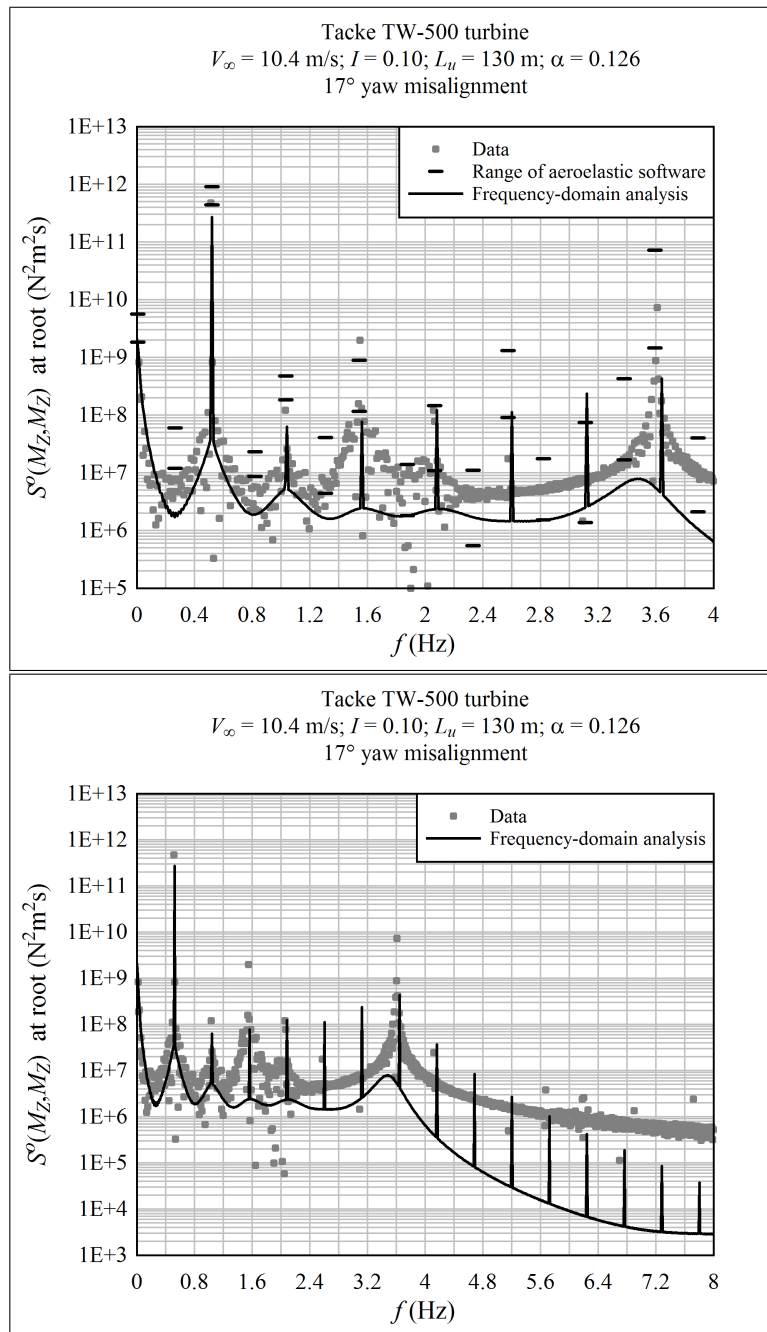 Tacke TW-500 turbine
V∞ = 10.4 m/s; I = 0.10; Lu = 130 m; α = 0.126
17° yaw misalignment
1E+13
1E+12
1E+11
1E+10
1E+9
1E+8
1E+7
1E+6
1E+5
Sº(MZ,MZ) at root (N²m²s)
Data
Range of aeroelastic software
Frequency-domain analysis
0 0.4 0.8 1.2 1.6 2 2.4 2.8 3.2 3.6 4
f (Hz)
Tacke TW-500 turbine
V∞ = 10.4 m/s; I = 0.10; Lu = 130 m; α = 0.126
17° yaw misalignment
1E+13
1E+12
1E+11
1E+10
1E+9
1E+8
1E+7
1E+6
1E+5
1E+4
1E+3
Sº(MZ,MZ) at root (N²m²s)
Data
Frequency-domain analysis
0 0.8 1.6 2.4 3.2 4 4.8 5.6 6.4 7.2 8
f (Hz)